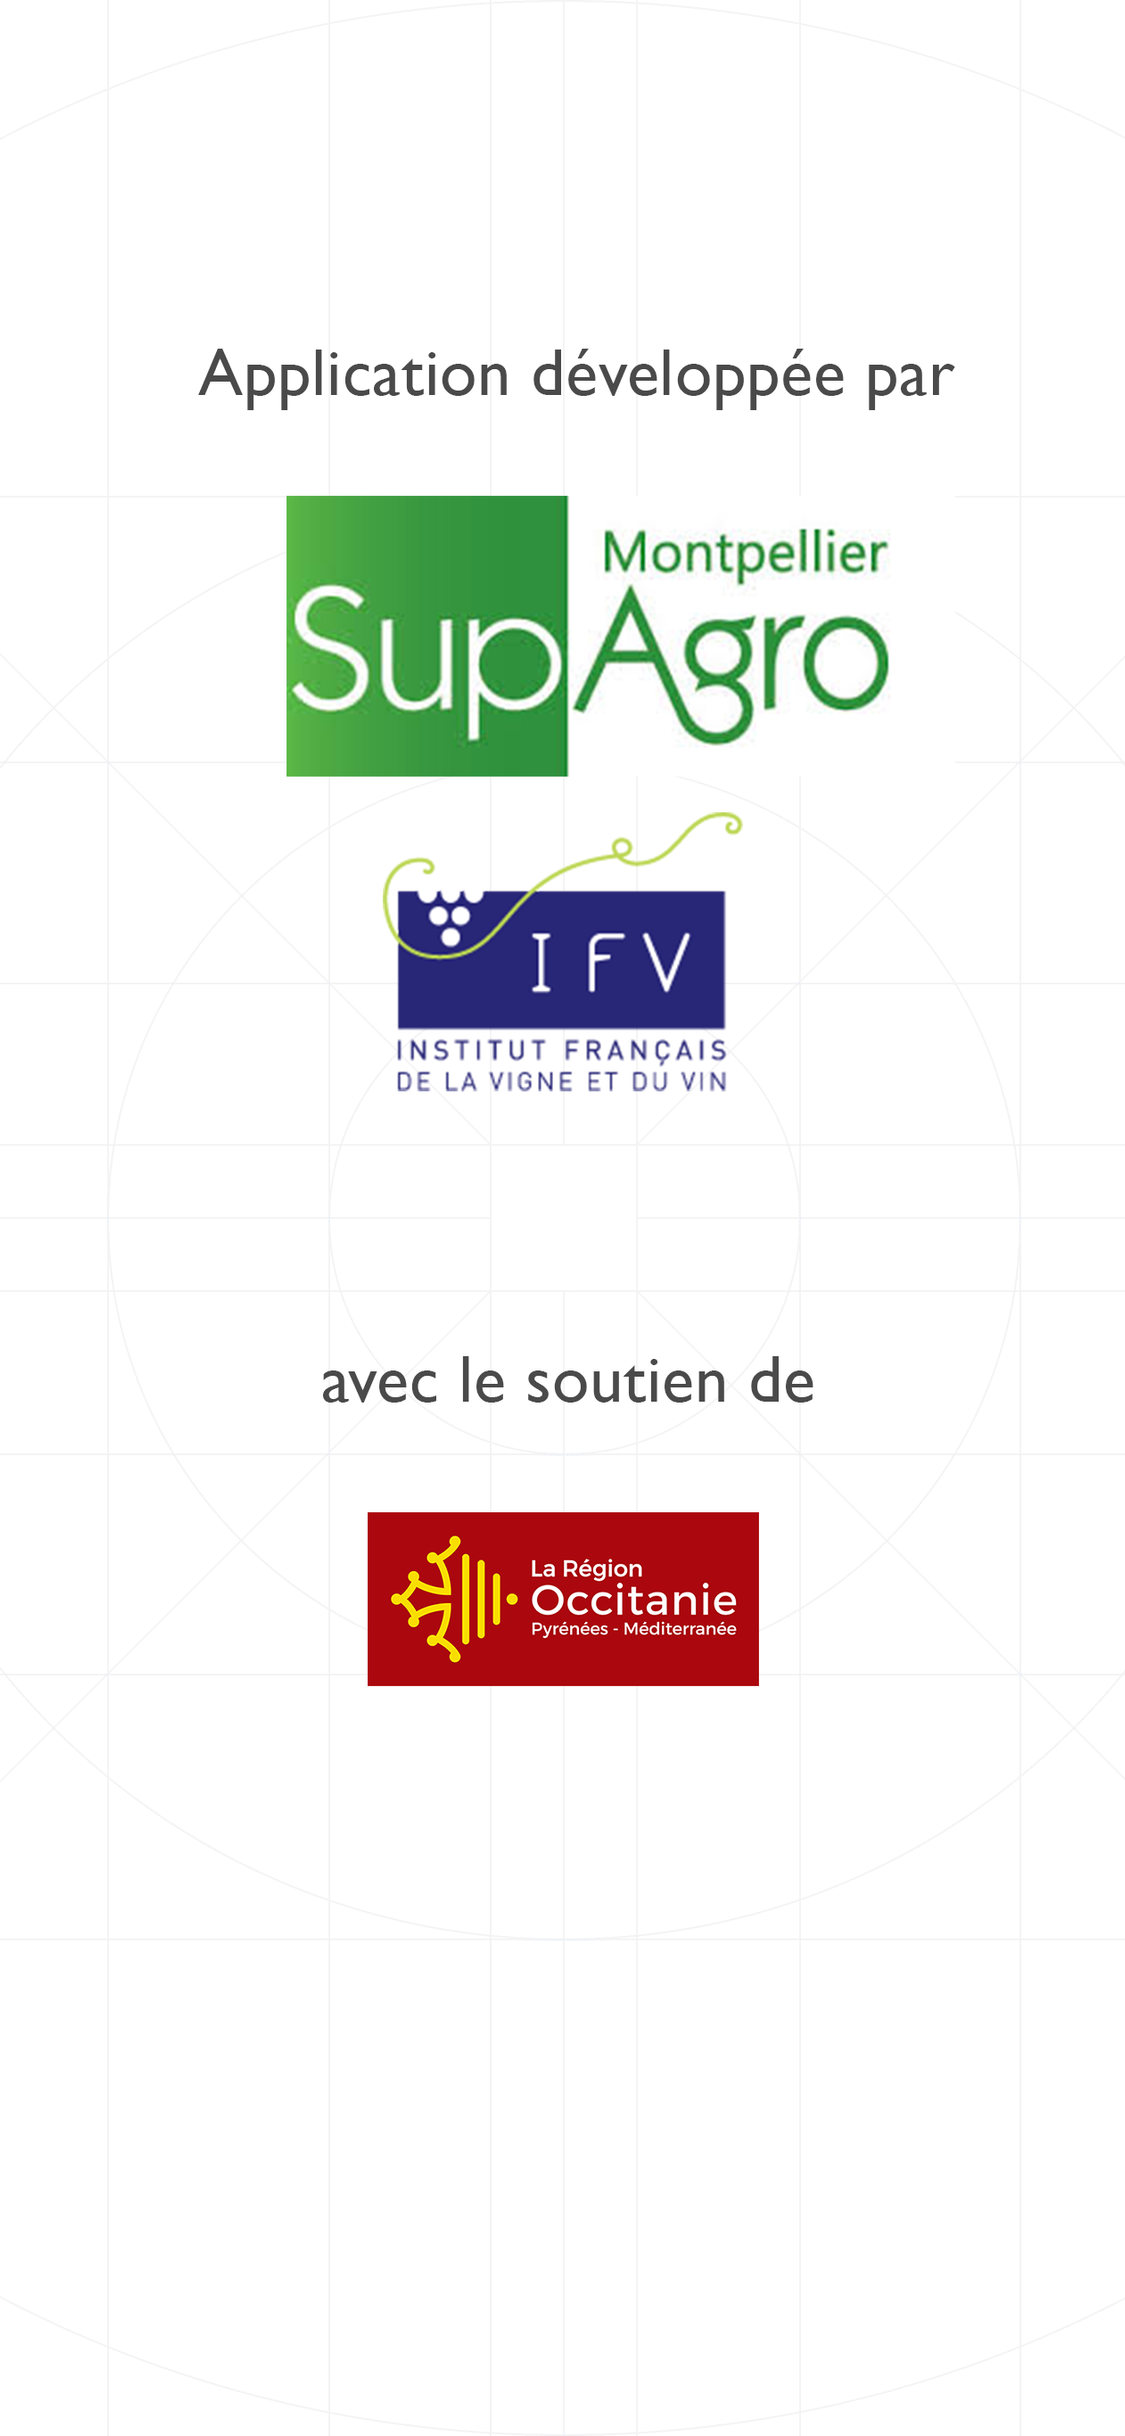 Application développée par
Montpellier
SupAgro
IFV
INSTITUT FRANÇAIS
DE LA VIGNE ET DU VIN
avec le soutien de
La Région
Occitanie
Pyrénées - Méditerranée